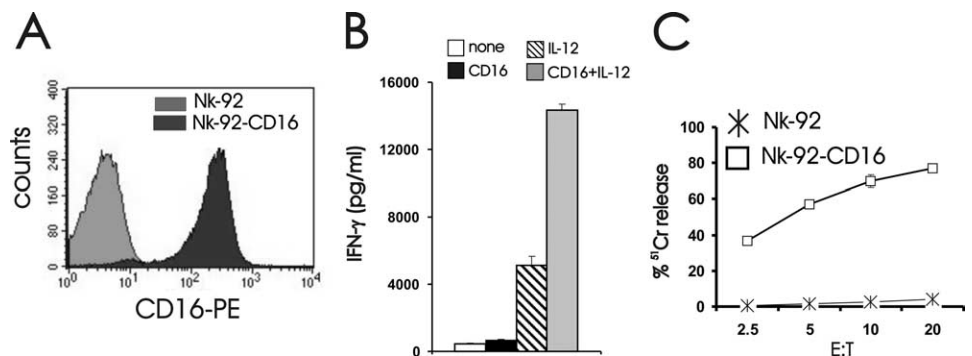 A
Nk-92
Nk-92-CD16
counts
400
320
240
160
80
0
10^0 10^1 10^2 10^3 10^4
CD16-PE
B
none
CD16
IL-12
CD16+IL-12
IFN-γ (pg/ml)
16000
12000
8000
4000
0
C
Nk-92
Nk-92-CD16
% ⁵¹Cr release
100
80
60
40
20
0
2.5 5 10 20
E:T